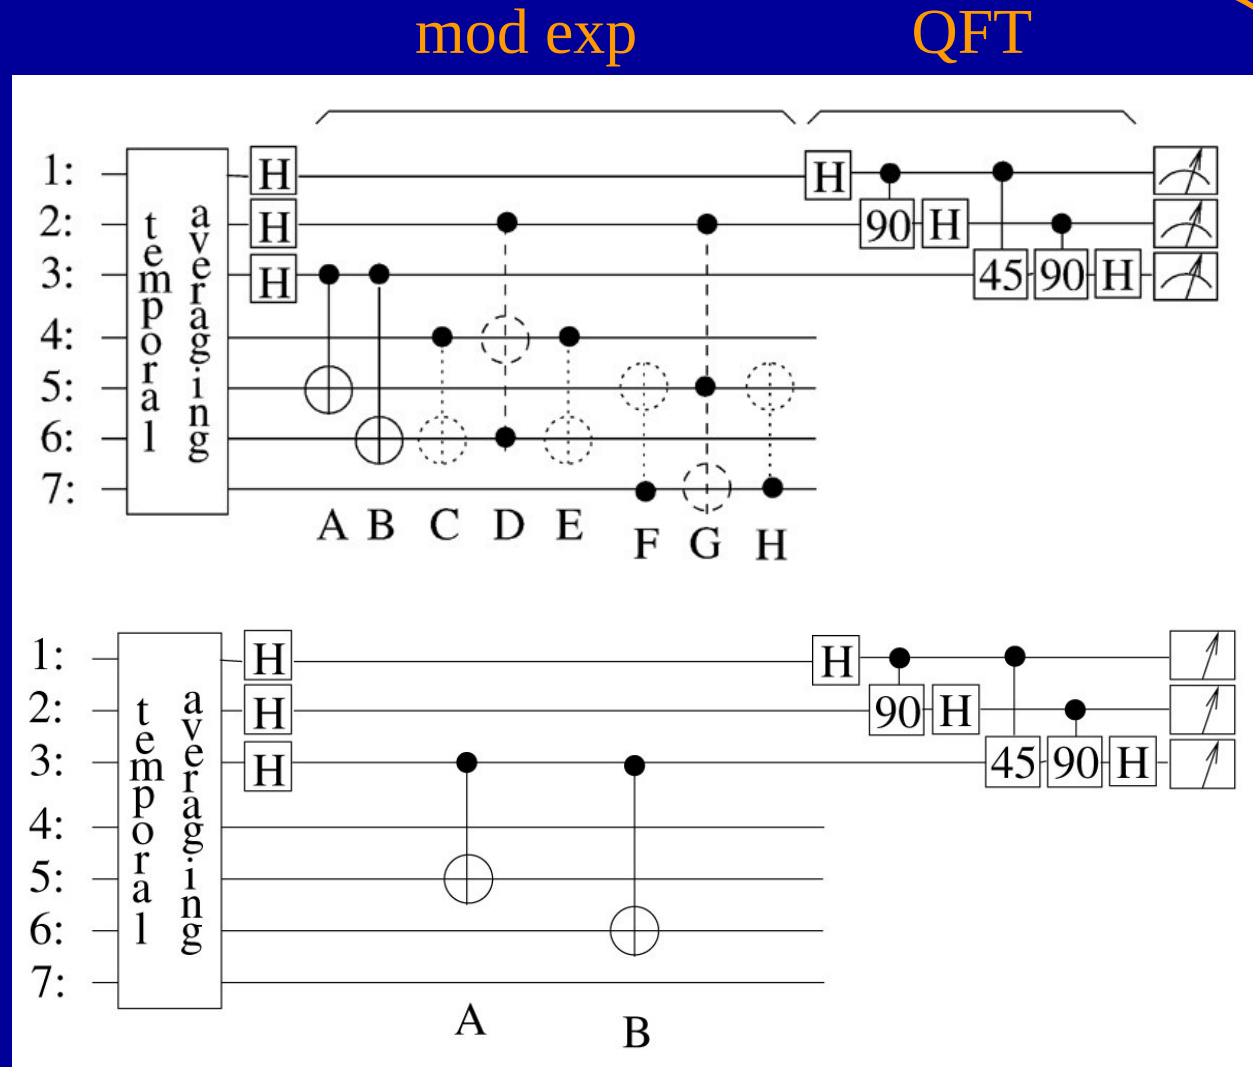 mod exp QFT
temporal averaging
1: H H
2: H 90 H
3: H 45 90 H
4:
5:
6:
7:
A B C D E F G H
temporal averaging
1: H H
2: H 90 H
3: H 45 90 H
4:
5:
6:
7:
A B